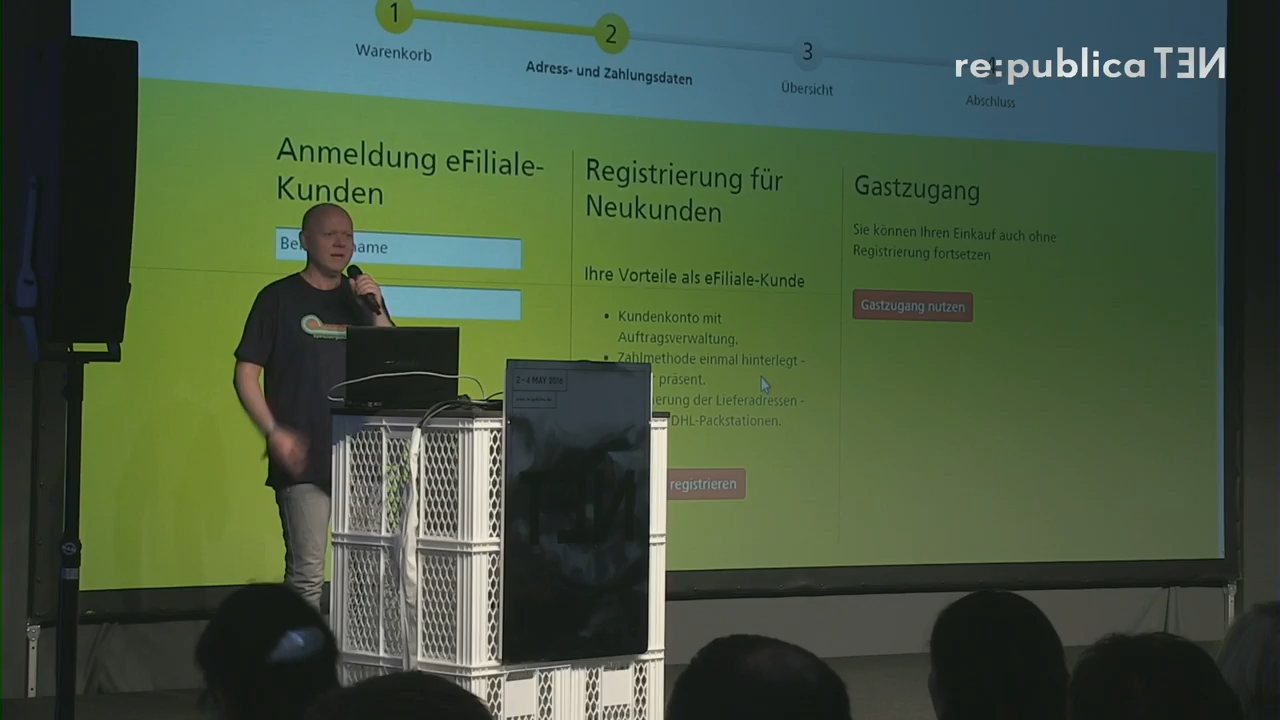 1
2
3
Warenkorb
Adress- und Zahlungsdaten
Übersicht
Abschluss
re:publica TEN
Anmeldung eFiliale-
Kunden
name
Registrierung für
Neukunden
Ihre Vorteile als eFiliale-Kunde
• Kundenkonto mit
Auftragsverwaltung.
• Zahlmethode einmal hinterlegt -
präsent.
der Lieferadressen -
DHL-Packstationen.
registrieren
Gastzugang
Sie können Ihren Einkauf auch ohne
Registrierung fortsetzen
Gastzugang nutzen
2–4 MAY 2016
TEN